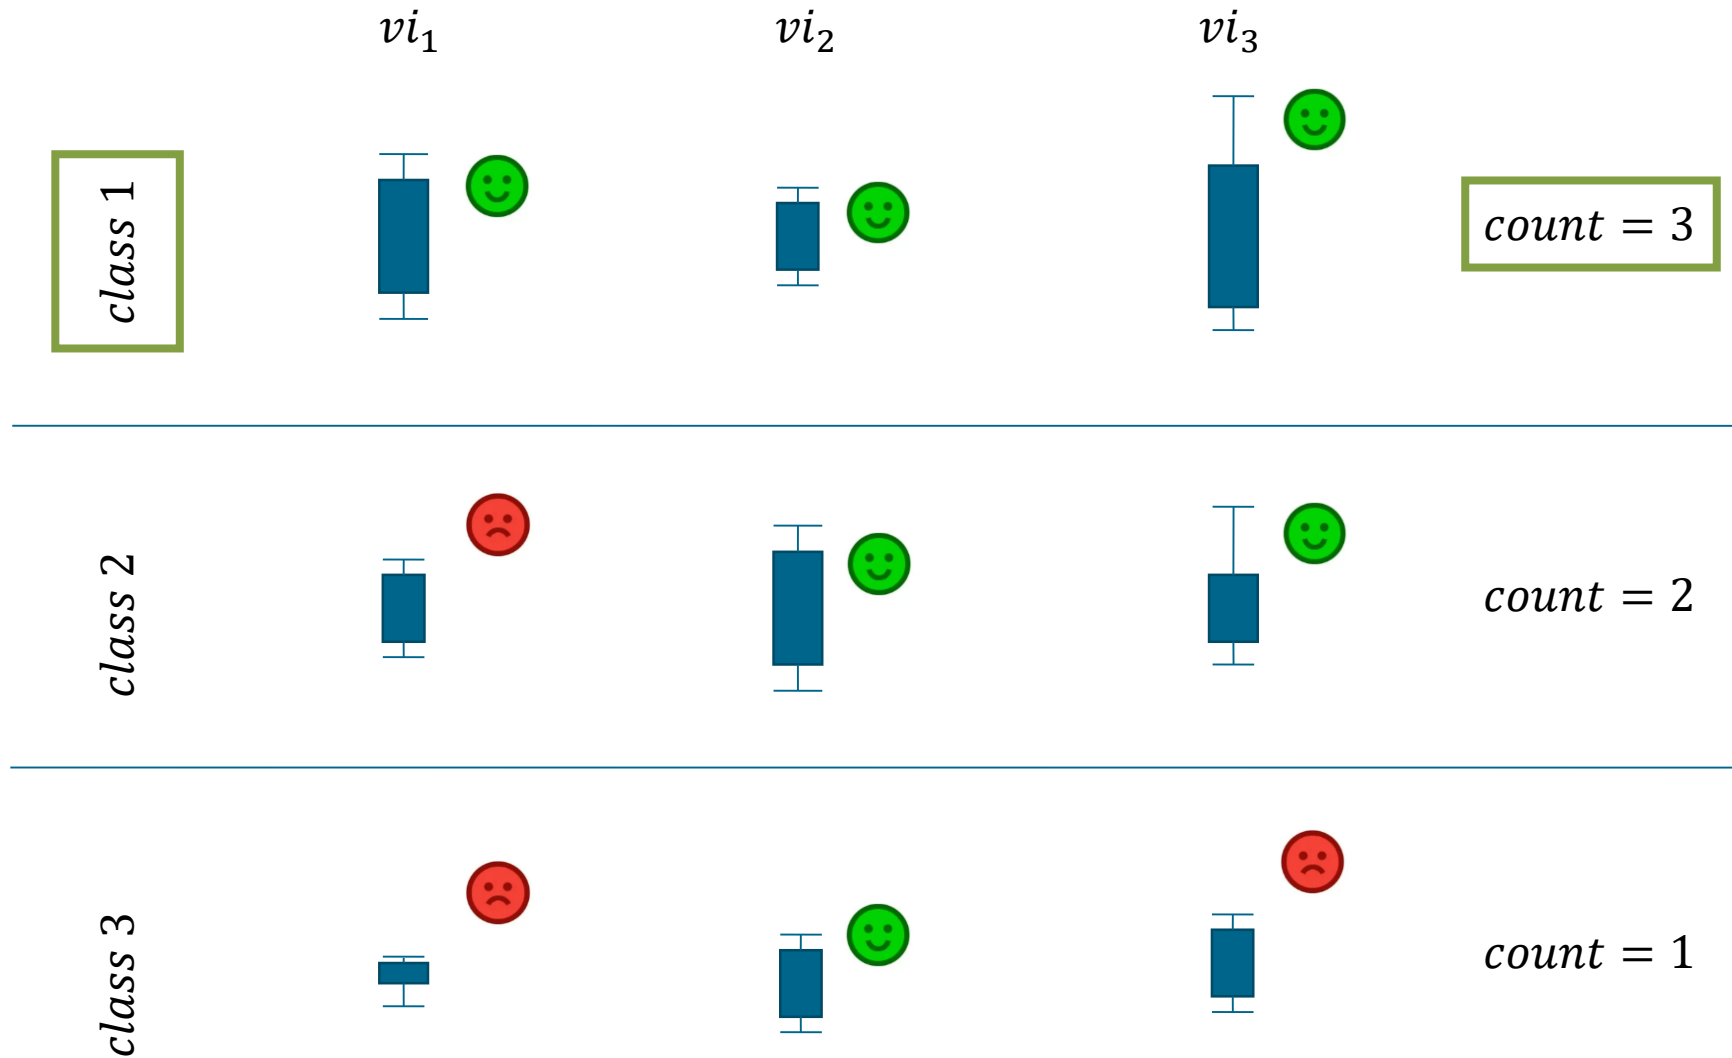 vi₁ vi₂ vi₃
class 1
count = 3
class 2
count = 2
class 3
count = 1